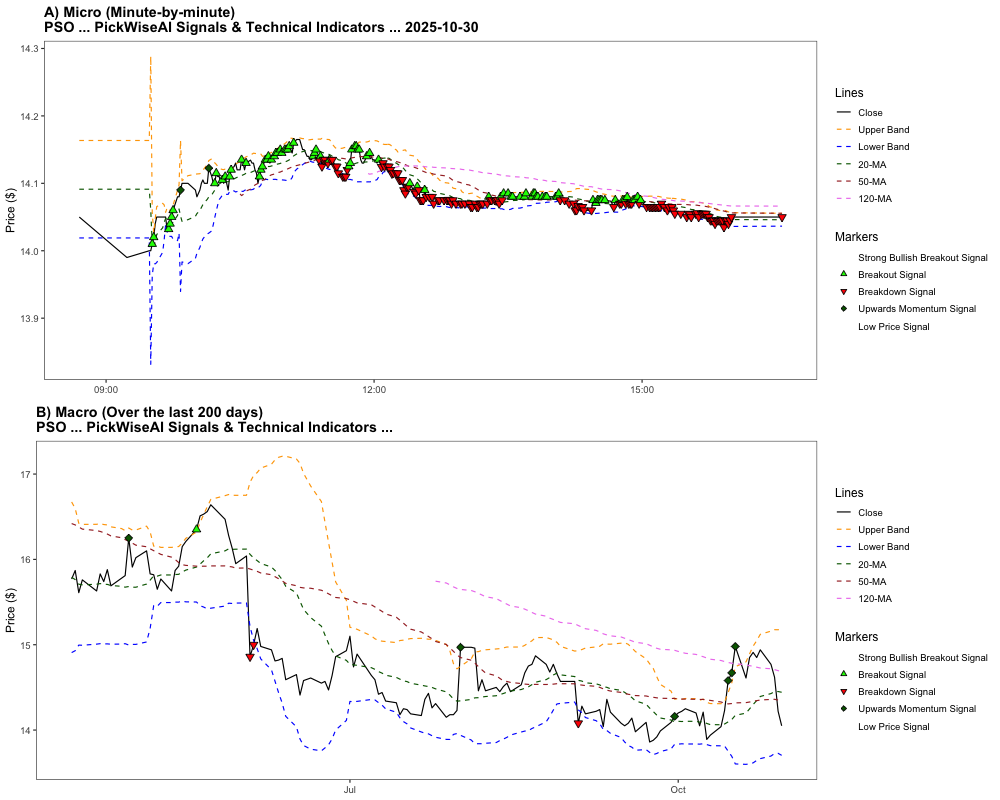 A) Micro (Minute-by-minute)
PSO ... PickWiseAI Signals & Technical Indicators ... 2025-10-30
14.3
14.2
14.1
14.0
13.9
Price ($)
09:00
12:00
15:00
Lines
Close
Upper Band
Lower Band
20-MA
50-MA
120-MA
Markers
Strong Bullish Breakout Signal
Breakout Signal
Breakdown Signal
Upwards Momentum Signal
Low Price Signal
B) Macro (Over the last 200 days)
PSO ... PickWiseAI Signals & Technical Indicators ...
17
16
15
14
Price ($)
Jul
Oct
Lines
Close
Upper Band
Lower Band
20-MA
50-MA
120-MA
Markers
Strong Bullish Breakout Signal
Breakout Signal
Breakdown Signal
Upwards Momentum Signal
Low Price Signal